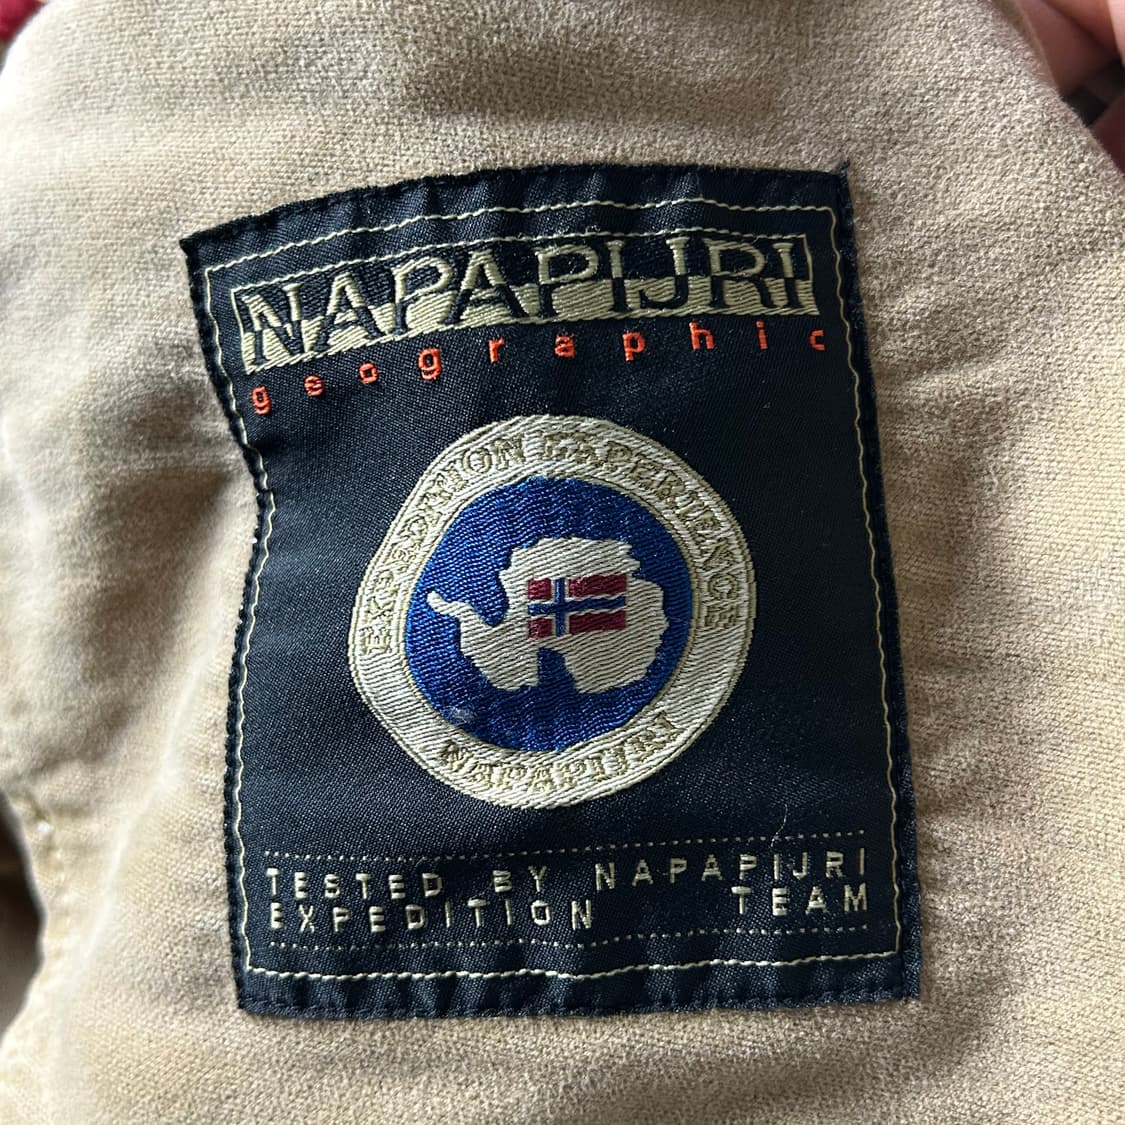 NAPAPIJRI
geographic
EXPEDITION EXPERIENCE
NAPAPIJRI
TESTED BY NAPAPIJRI
EXPEDITION TEAM